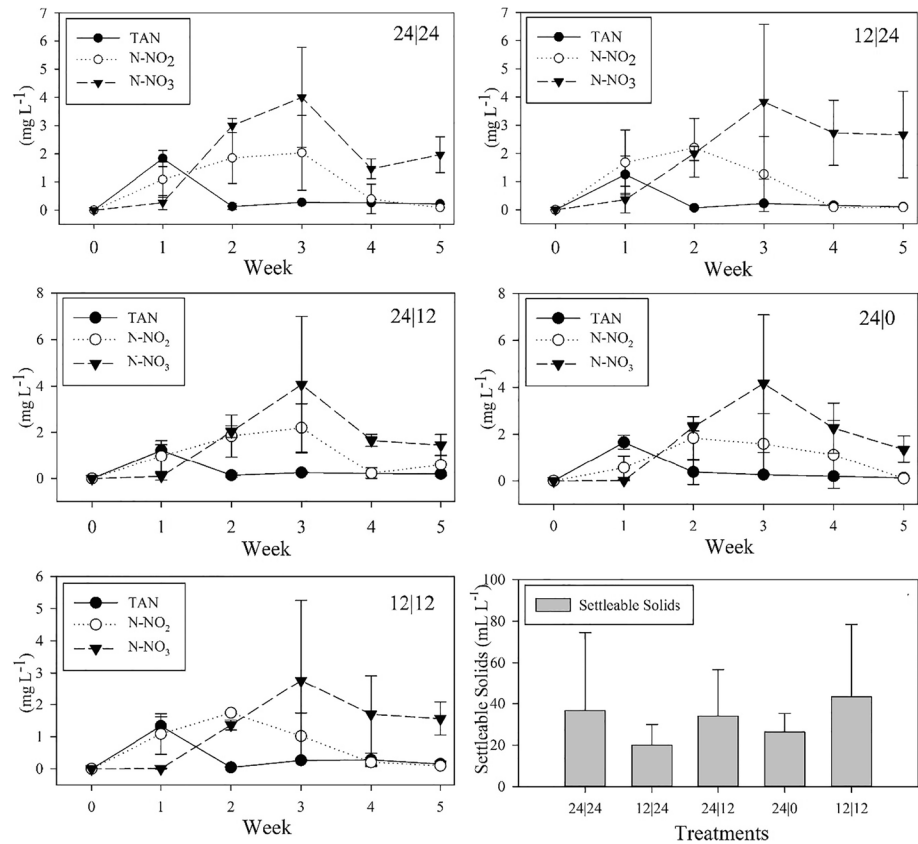 24|24
TAN
N-NO2
N-NO3
(mg L-1)
7
6
5
4
3
2
1
0
0 1 2 3 4 5
Week
12|24
TAN
N-NO2
N-NO3
(mg L-1)
7
6
5
4
3
2
1
0
0 1 2 3 4 5
Week
24|12
TAN
N-NO2
N-NO3
(mg L-1)
8
6
4
2
0
0 1 2 3 4 5
Week
24|0
TAN
N-NO2
N-NO3
(mg L-1)
8
6
4
2
0
0 1 2 3 4 5
Week
12|12
TAN
N-NO2
N-NO3
(mg L-1)
6
5
4
3
2
1
0
0 1 2 3 4 5
Week
Settleable Solids
Settleable Solids (mL L-1)
100
80
60
40
20
0
24|24 12|24 24|12 24|0 12|12
Treatments